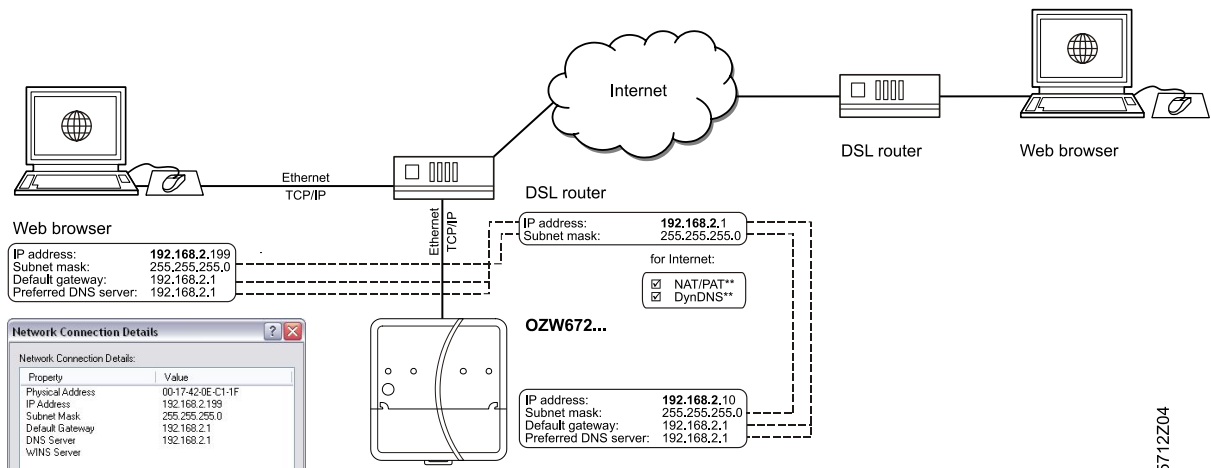 Internet
DSL router
Web browser
Ethernet
TCP/IP
DSL router
Ethernet
TCP/IP
Web browser
IP address: 192.168.2.199
Subnet mask: 255.255.255.0
Default gateway: 192.168.2.1
Preferred DNS server: 192.168.2.1
IP address: 192.168.2.1
Subnet mask: 255.255.255.0
for Internet:
☑ NAT/PAT**
☑ DynDNS**
OZW672...
IP address: 192.168.2.10
Subnet mask: 255.255.255.0
Default gateway: 192.168.2.1
Preferred DNS server: 192.168.2.1
Network Connection Details
Network Connection Details:
Property Value
Physical Address 00-17-42-0E-C1-1F
IP Address 192.168.2.199
Subnet Mask 255.255.255.0
Default Gateway 192.168.2.1
DNS Server 192.168.2.1
WINS Server
5712Z04